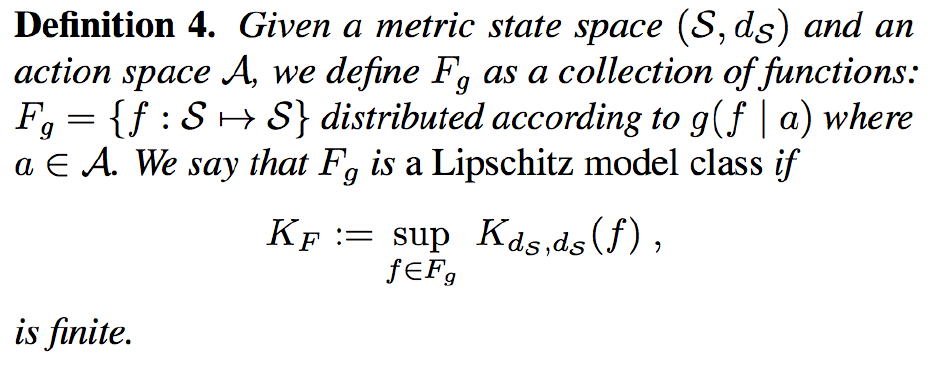 Definition 4. Given a metric state space (𝒮, d_𝒮) and an
action space 𝒜, we define F_g as a collection of functions:
F_g = {f : 𝒮 ↦ 𝒮} distributed according to g(f | a) where
a ∈ 𝒜. We say that F_g is a Lipschitz model class if
K_F := sup K_{d_𝒮,d_𝒮}(f) ,
f∈F_g
is finite.